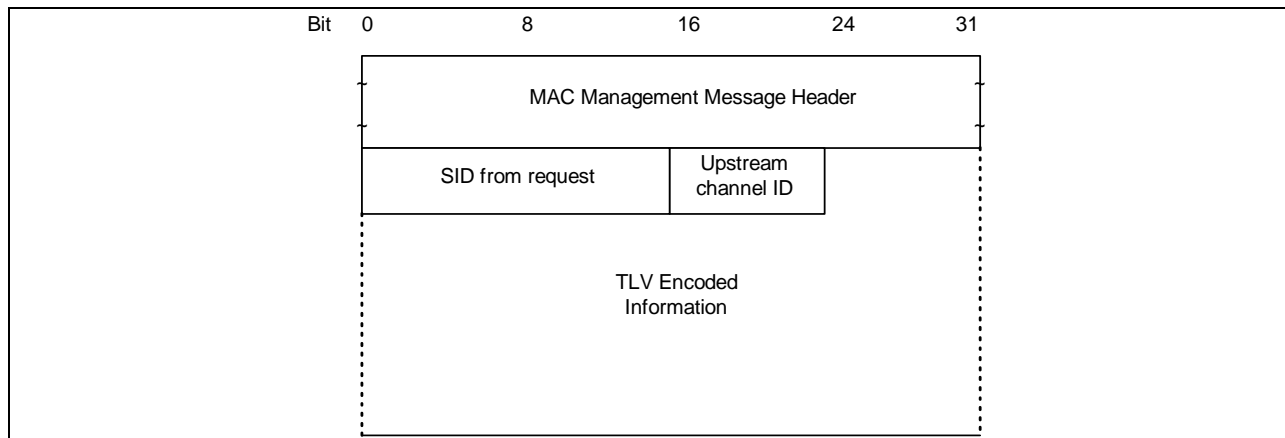 Bit 0 8 16 24 31
MAC Management Message Header
SID from request
Upstream
channel ID
TLV Encoded
Information